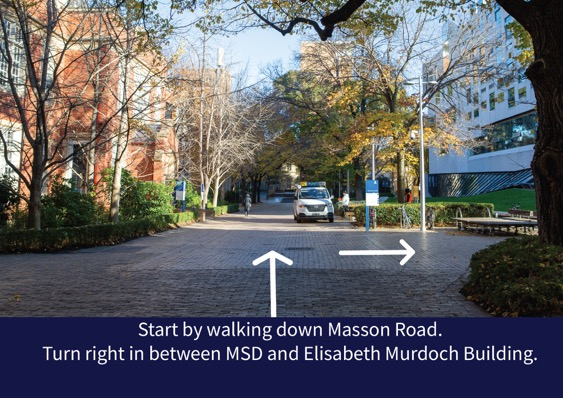 Start by walking down Masson Road.
Turn right in between MSD and Elisabeth Murdoch Building.